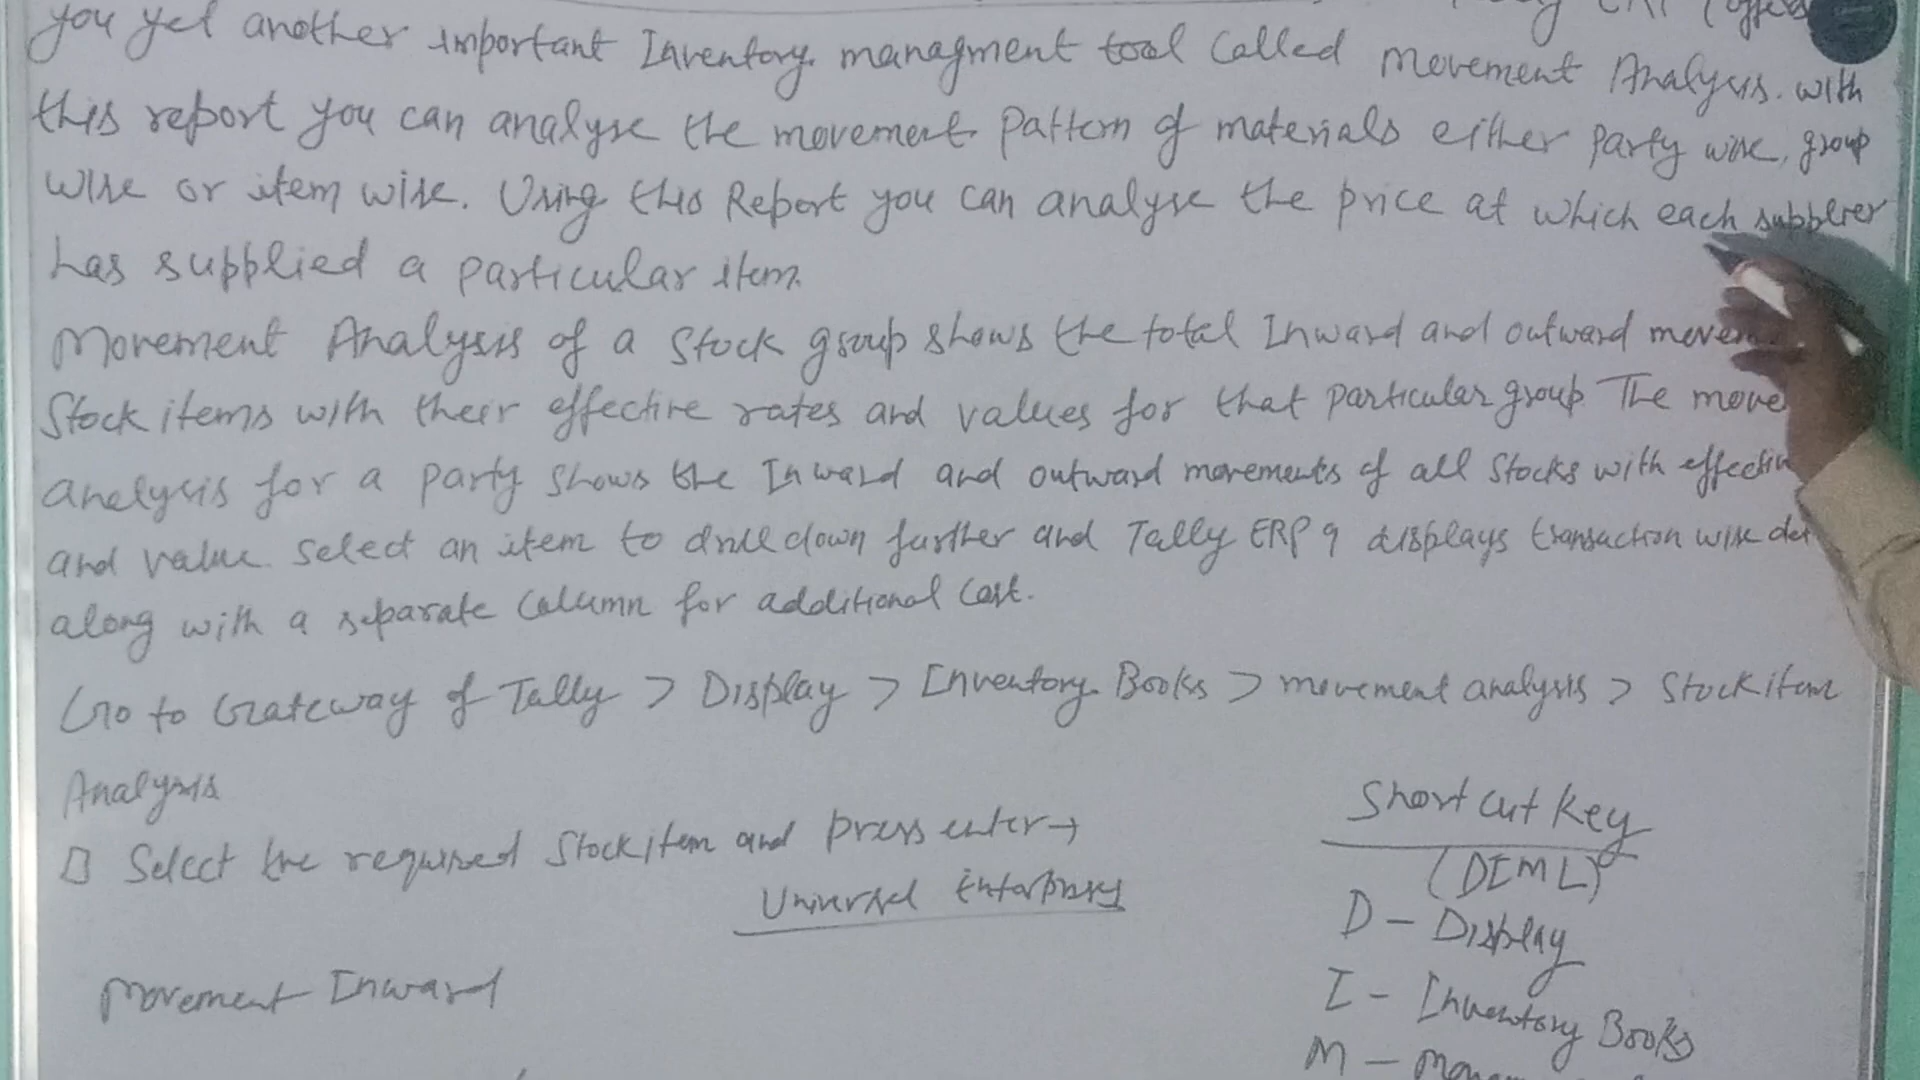 ERP (offers
you yet another important Inventory managment tool called movement Analysis. with
this report you can analyse the movement pattern of materials either party wise, group
wise or item wise. Using this Report you can analyse the price at which each supplier
has supplied a particular item.
Movement Analysis of a Stock group shows the total Inward and outward movem
Stock items with their effective rates and values for that particular group. The move
analysis for a party shows the Inward and outward movements of all Stocks with effectiv
and value select an item to drill down further and Tally ERP 9 displays transaction wise det
along with a separate column for additional cost.
Go to Gateway of Tally > Display > Inventory Books > movement analysis > Stock item
Analysis
Select the required Stock item and press enter →
Universal Enterprises
Movement Inward
Short cut key
(DIML)
D - Display
I - Inventory Books
M -